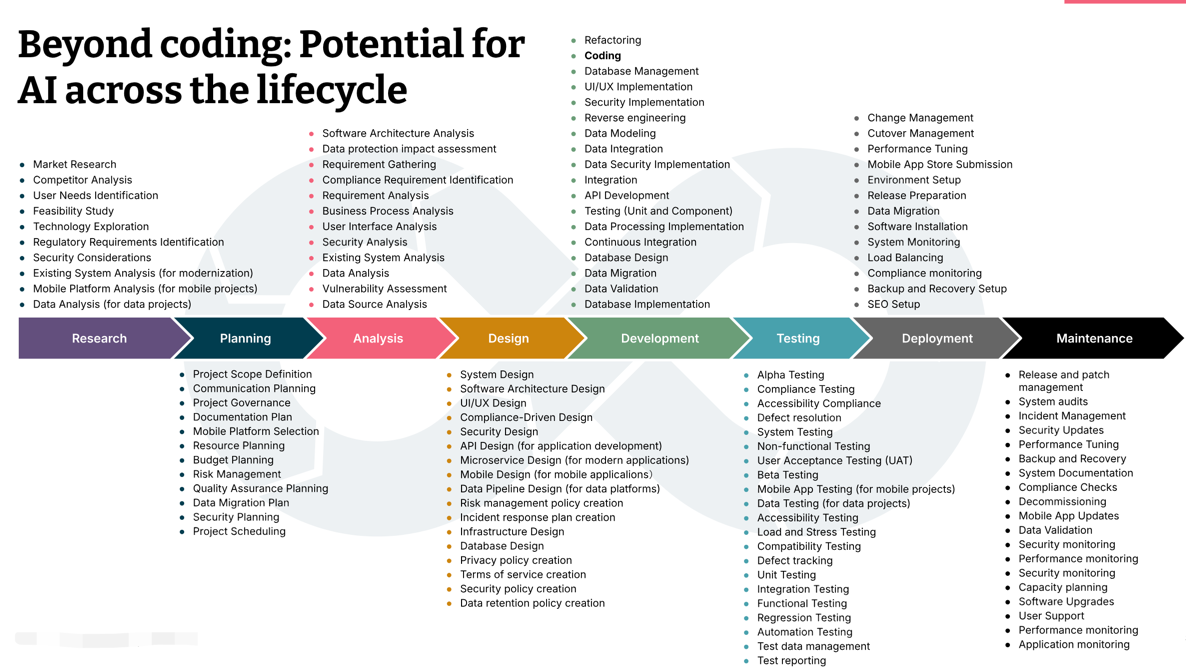 Beyond coding: Potential for
AI across the lifecycle
Market Research
Competitor Analysis
User Needs Identification
Feasibility Study
Technology Exploration
Regulatory Requirements Identification
Security Considerations
Existing System Analysis (for modernization)
Mobile Platform Analysis (for mobile projects)
Data Analysis (for data projects)
Software Architecture Analysis
Data protection impact assessment
Requirement Gathering
Compliance Requirement Identification
Requirement Analysis
Business Process Analysis
User Interface Analysis
Security Analysis
Existing System Analysis
Data Analysis
Vulnerability Assessment
Data Source Analysis
Refactoring
Coding
Database Management
UI/UX Implementation
Security Implementation
Reverse engineering
Data Modeling
Data Integration
Data Security Implementation
Integration
API Development
Testing (Unit and Component)
Data Processing Implementation
Continuous Integration
Database Design
Data Migration
Data Validation
Database Implementation
Change Management
Cutover Management
Performance Tuning
Mobile App Store Submission
Environment Setup
Release Preparation
Data Migration
Software Installation
System Monitoring
Load Balancing
Compliance monitoring
Backup and Recovery Setup
SEO Setup
Research
Planning
Analysis
Design
Development
Testing
Deployment
Maintenance
Project Scope Definition
Communication Planning
Project Governance
Documentation Plan
Mobile Platform Selection
Resource Planning
Budget Planning
Risk Management
Quality Assurance Planning
Data Migration Plan
Security Planning
Project Scheduling
System Design
Software Architecture Design
UI/UX Design
Compliance-Driven Design
Security Design
API Design (for application development)
Microservice Design (for modern applications)
Mobile Design (for mobile applications）
Data Pipeline Design (for data platforms)
Risk management policy creation
Incident response plan creation
Infrastructure Design
Database Design
Privacy policy creation
Terms of service creation
Security policy creation
Data retention policy creation
Alpha Testing
Compliance Testing
Accessibility Compliance
Defect resolution
System Testing
Non-functional Testing
User Acceptance Testing (UAT)
Beta Testing
Mobile App Testing (for mobile projects)
Data Testing (for data projects)
Accessibility Testing
Load and Stress Testing
Compatibility Testing
Defect tracking
Unit Testing
Integration Testing
Functional Testing
Regression Testing
Automation Testing
Test data management
Test reporting
Release and patch
management
System audits
Incident Management
Security Updates
Performance Tuning
Backup and Recovery
System Documentation
Compliance Checks
Decommissioning
Mobile App Updates
Data Validation
Security monitoring
Performance monitoring
Security monitoring
Capacity planning
Software Upgrades
User Support
Performance monitoring
Application monitoring